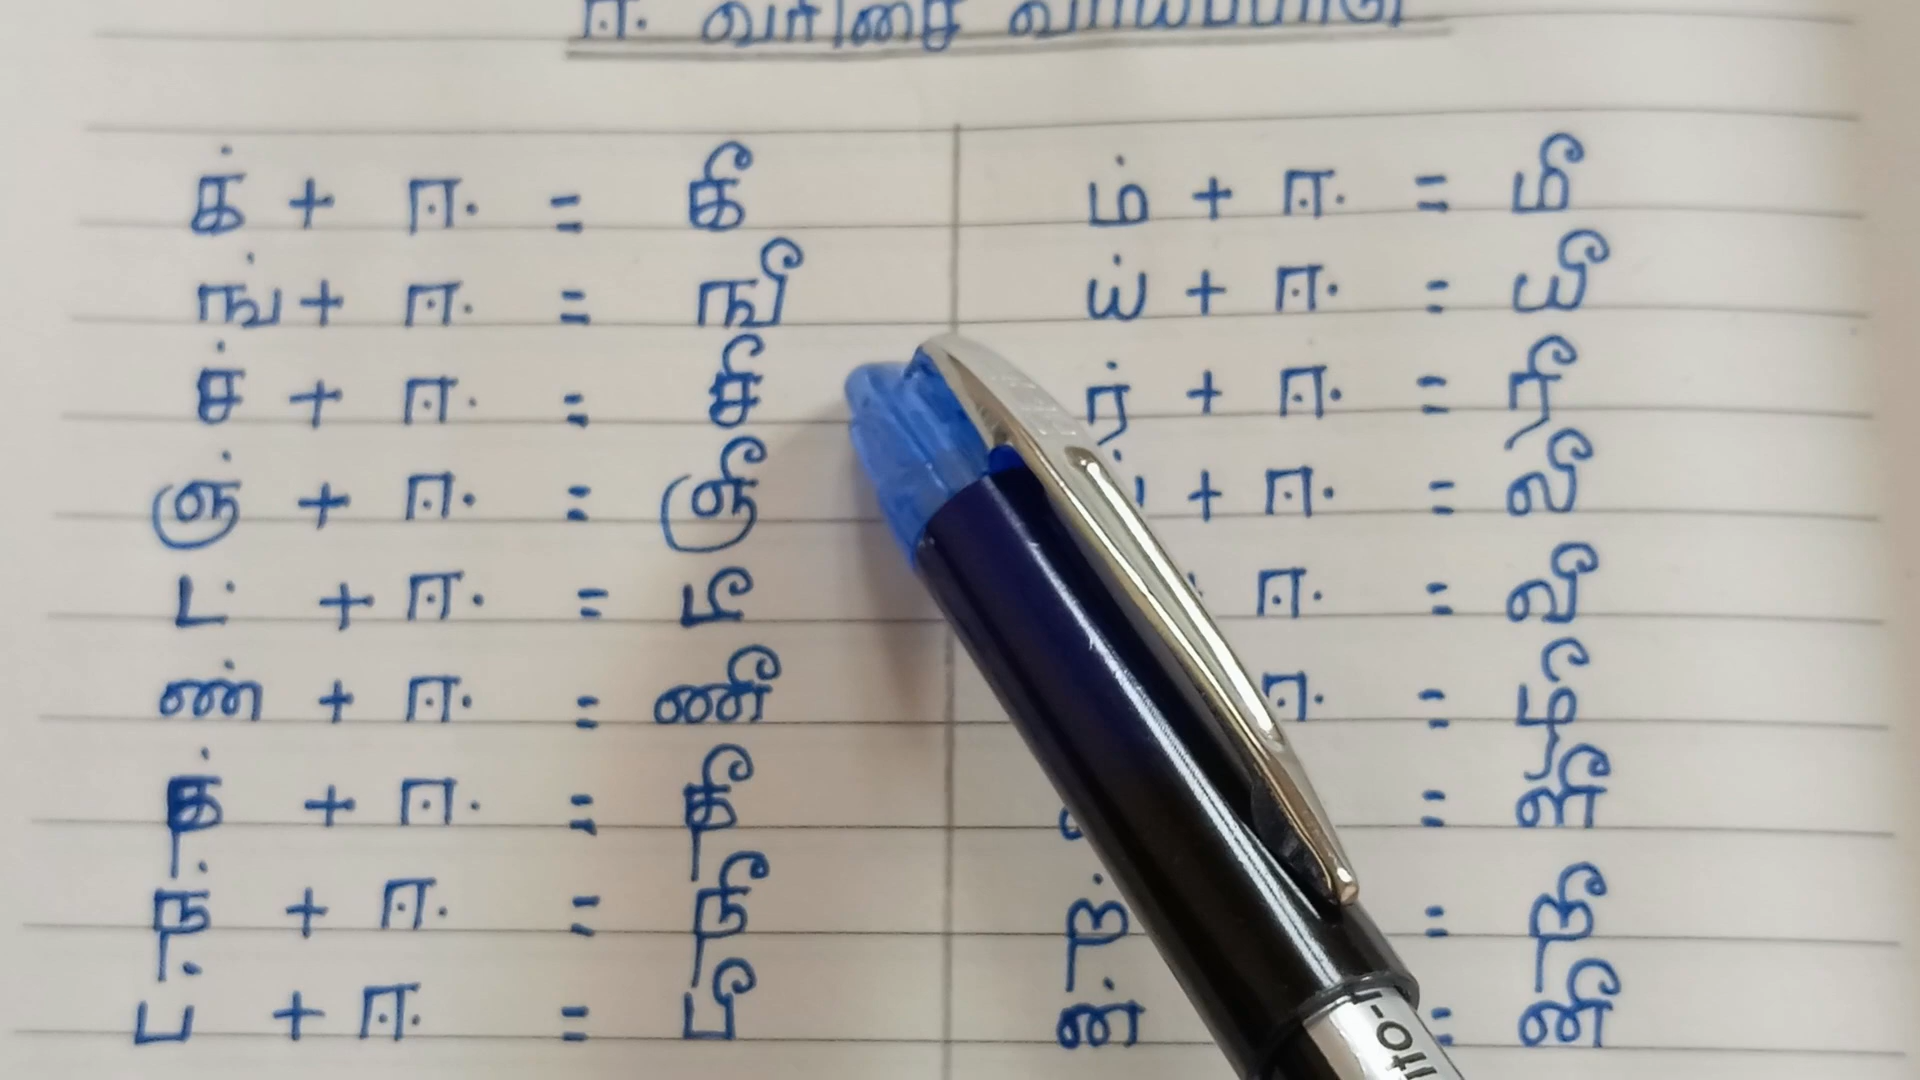 ஈ வரிசை வாய்ப்பாடு
க் + ஈ = கீ
ங் + ஈ = ஙீ
ச் + ஈ = சீ
ஞ் + ஈ = ஞீ
ட் + ஈ = டீ
ண் + ஈ = ணீ
த் + ஈ = தீ
ந் + ஈ = நீ
ப் + ஈ = பீ
ம் + ஈ = மீ
ய் + ஈ = யீ
ர் + ஈ = ரீ
+ ஈ = லீ
ஈ = வீ
ஈ = ழீ
= ளீ
ற் = றீ
ன் = னீ